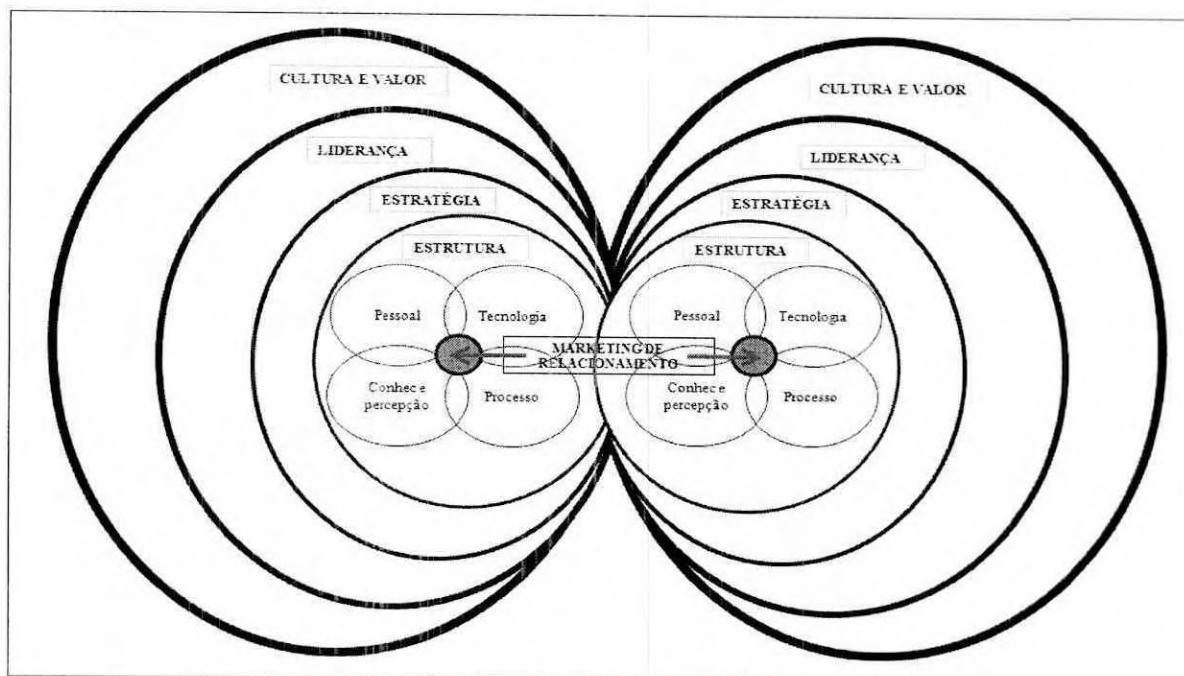 CULTURA E VALOR
LIDERANÇA
ESTRATÉGIA
ESTRUTURA
Pessoal
Tecnologia
Conhec e
percepção
Processo
MARKETING DE
RELACIONAMENTO
CULTURA E VALOR
LIDERANÇA
ESTRATÉGIA
ESTRUTURA
Pessoal
Tecnologia
Conhec e
percepção
Processo